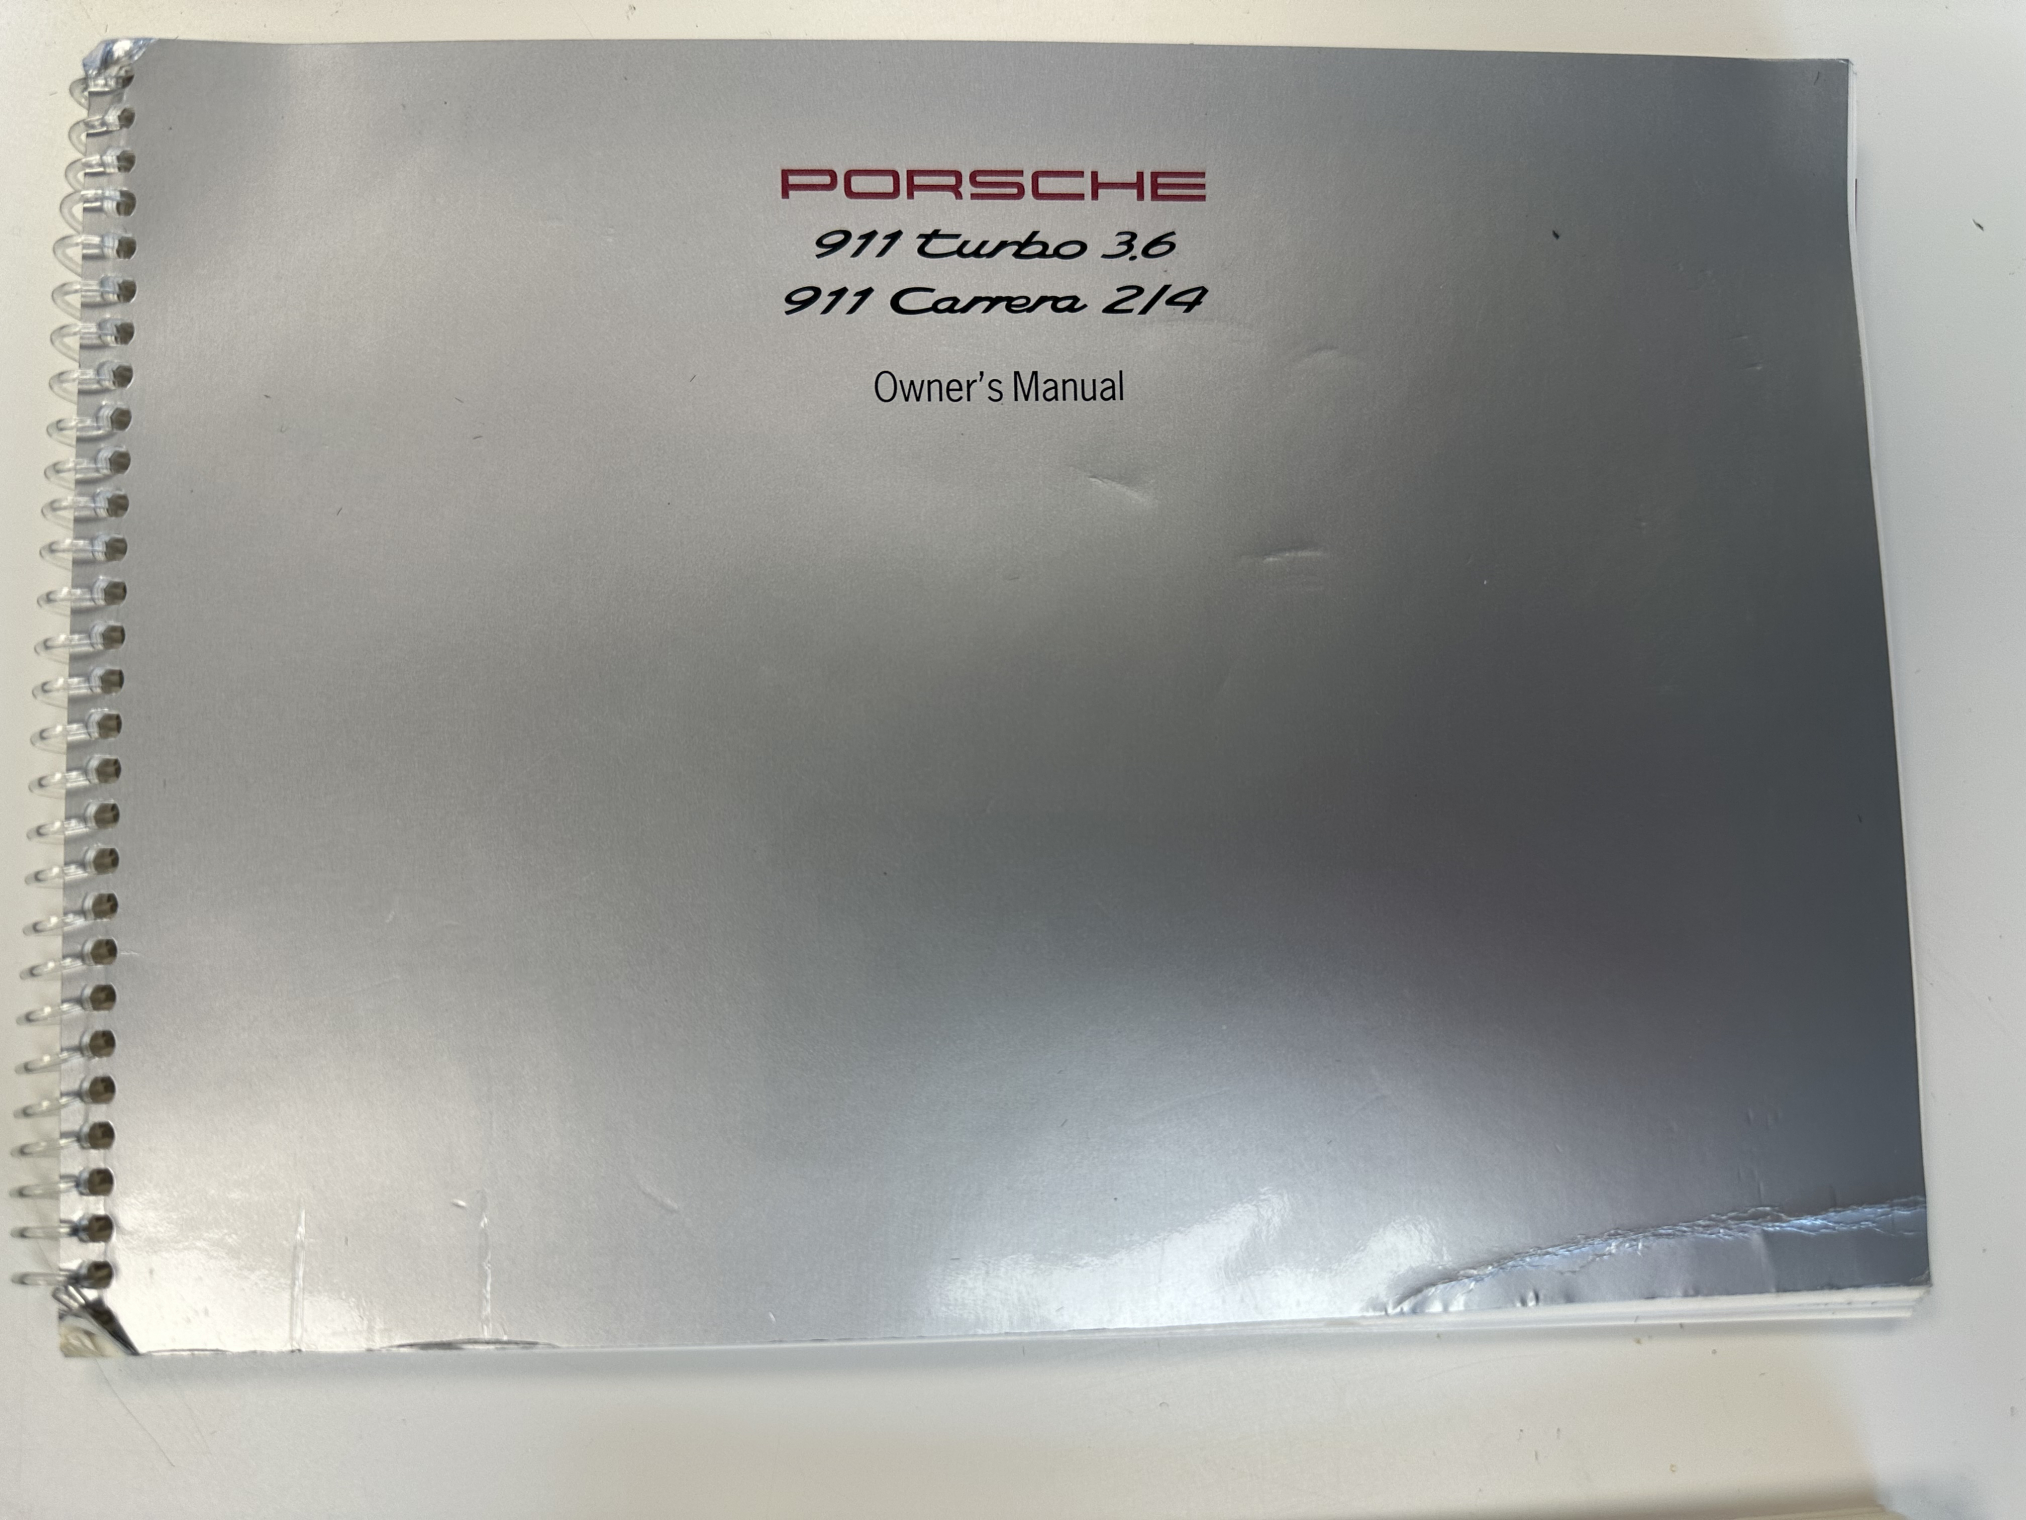 PORSCHE
911 turbo 3.6
911 Carrera 2/4
Owner's Manual